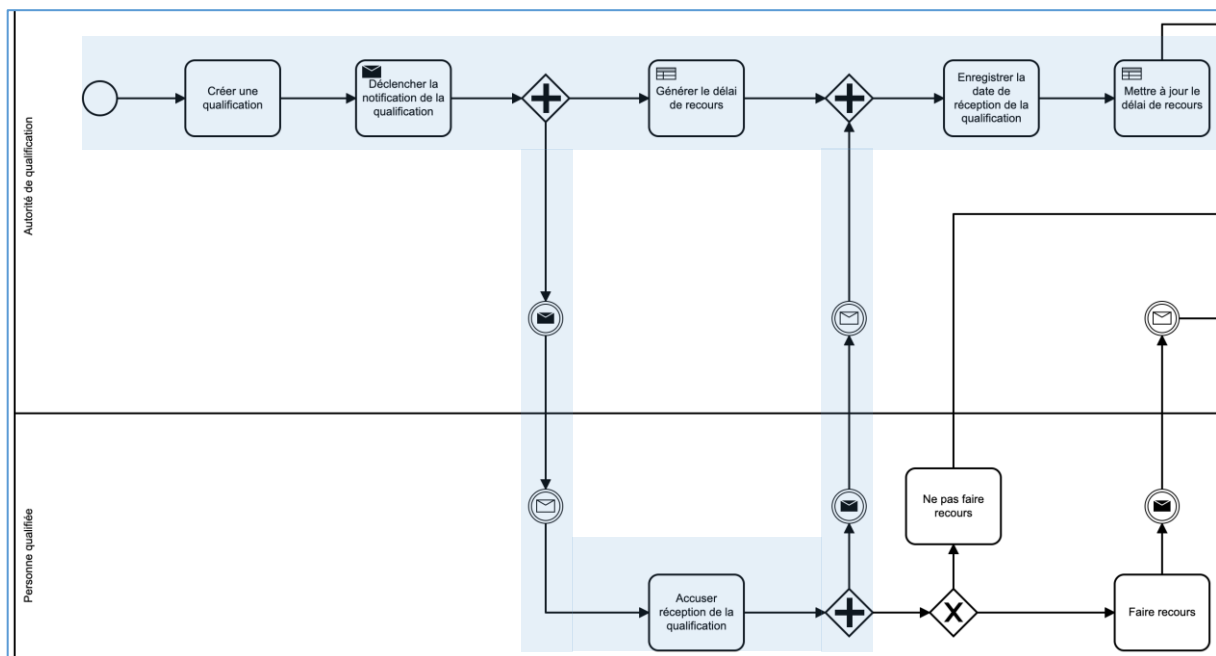 Autorité de qualification
Créer une
qualification
Déclencher la
notification de la
qualification
Générer le délai
de recours
Enregistrer la
date de
réception de la
qualification
Mettre à jour le
délai de recours
Personne qualifiée
Accuser
réception de la
qualification
Ne pas faire
recours
Faire recours